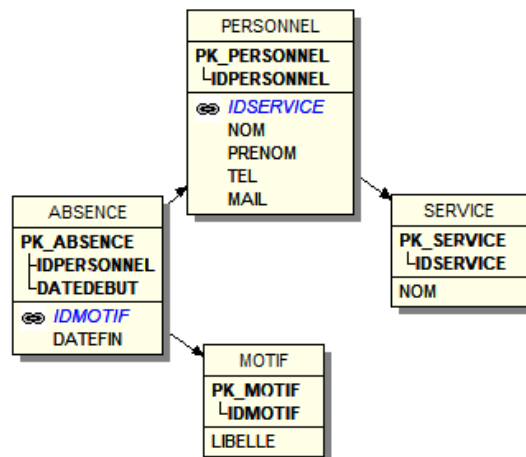 PERSONNEL
PK_PERSONNEL
IDPERSONNEL
IDSERVICE
NOM
PRENOM
TEL
MAIL
ABSENCE
PK_ABSENCE
IDPERSONNEL
DATEDEBUT
IDMOTIF
DATEFIN
SERVICE
PK_SERVICE
IDSERVICE
NOM
MOTIF
PK_MOTIF
IDMOTIF
LIBELLE